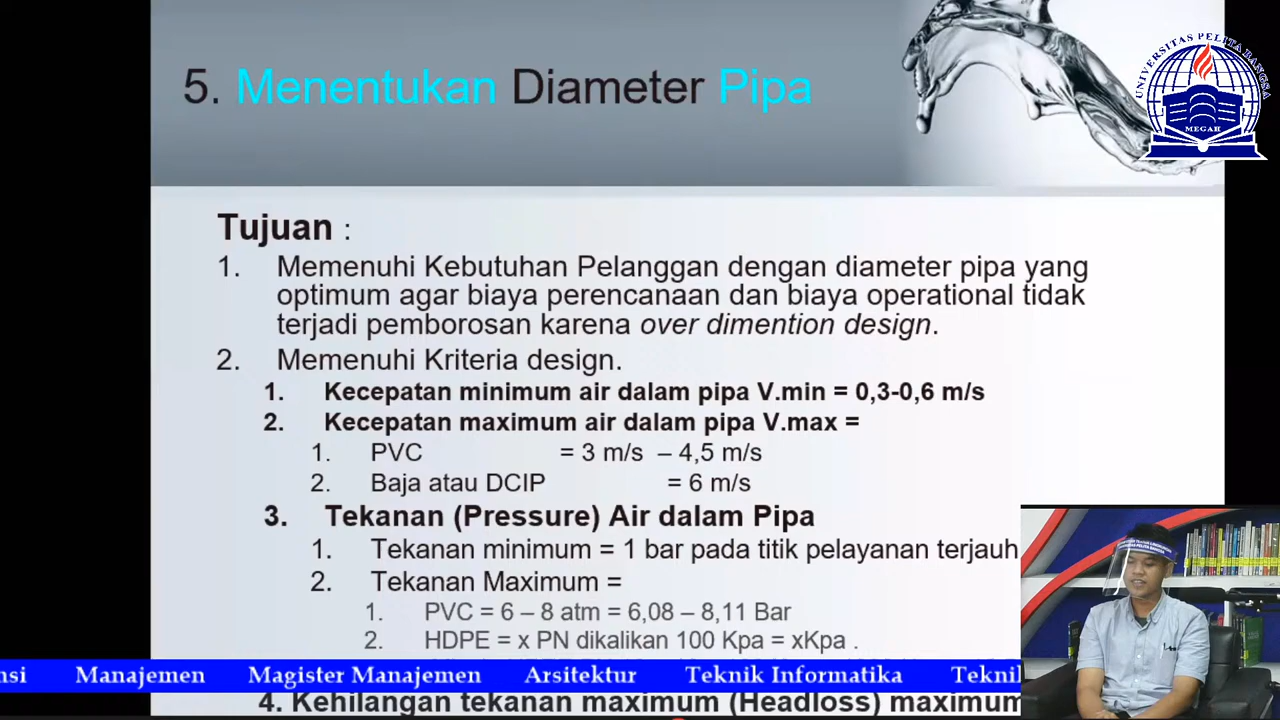 5. Menentukan Diameter Pipa
UNIVERSITAS PELITA BANGSA
MEGAH
Tujuan :
1. Memenuhi Kebutuhan Pelanggan dengan diameter pipa yang
optimum agar biaya perencanaan dan biaya operational tidak
terjadi pemborosan karena over dimention design.
2. Memenuhi Kriteria design.
1. Kecepatan minimum air dalam pipa V.min = 0,3-0,6 m/s
2. Kecepatan maximum air dalam pipa V.max =
1. PVC = 3 m/s – 4,5 m/s
2. Baja atau DCIP = 6 m/s
3. Tekanan (Pressure) Air dalam Pipa
1. Tekanan minimum = 1 bar pada titik pelayanan terjauh
2. Tekanan Maximum =
1. PVC = 6 – 8 atm = 6,08 – 8,11 Bar
2. HDPE = x PN dikalikan 100 Kpa = xKpa .
nsi Manajemen Magister Manajemen Arsitektur Teknik Informatika Tekni
4. Kehilangan tekanan maximum (Headloss) maximum